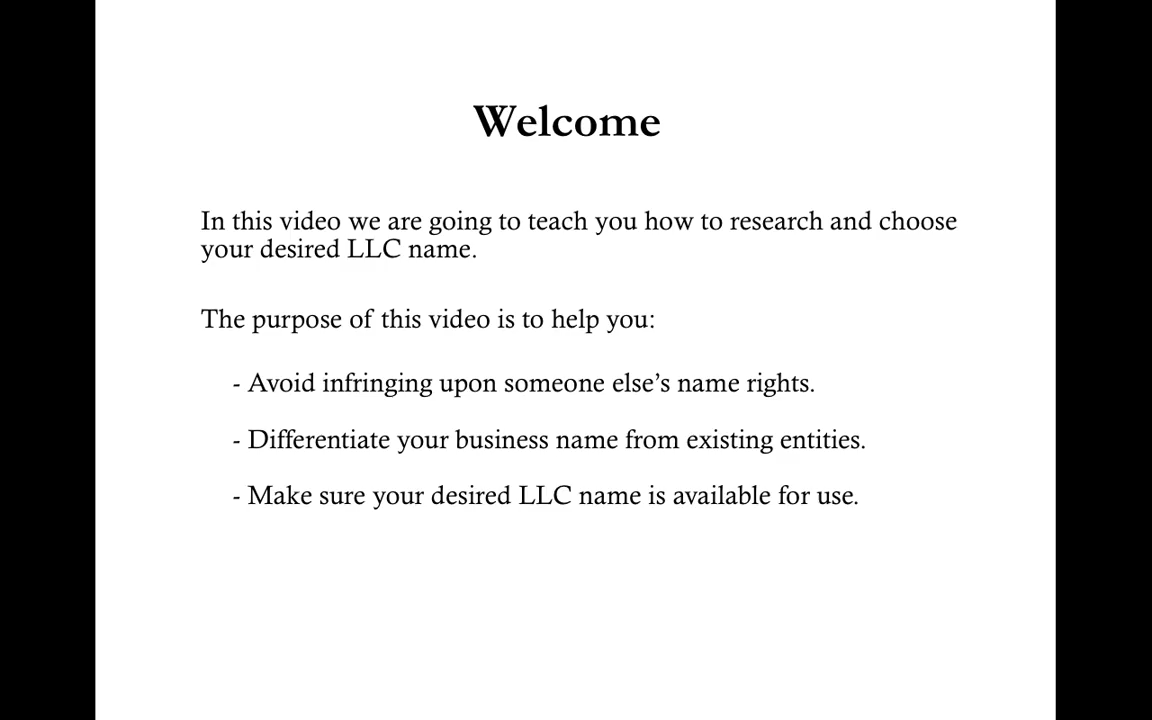 Welcome
In this video we are going to teach you how to research and choose
your desired LLC name.
The purpose of this video is to help you:
- Avoid infringing upon someone else’s name rights.
- Differentiate your business name from existing entities.
- Make sure your desired LLC name is available for use.